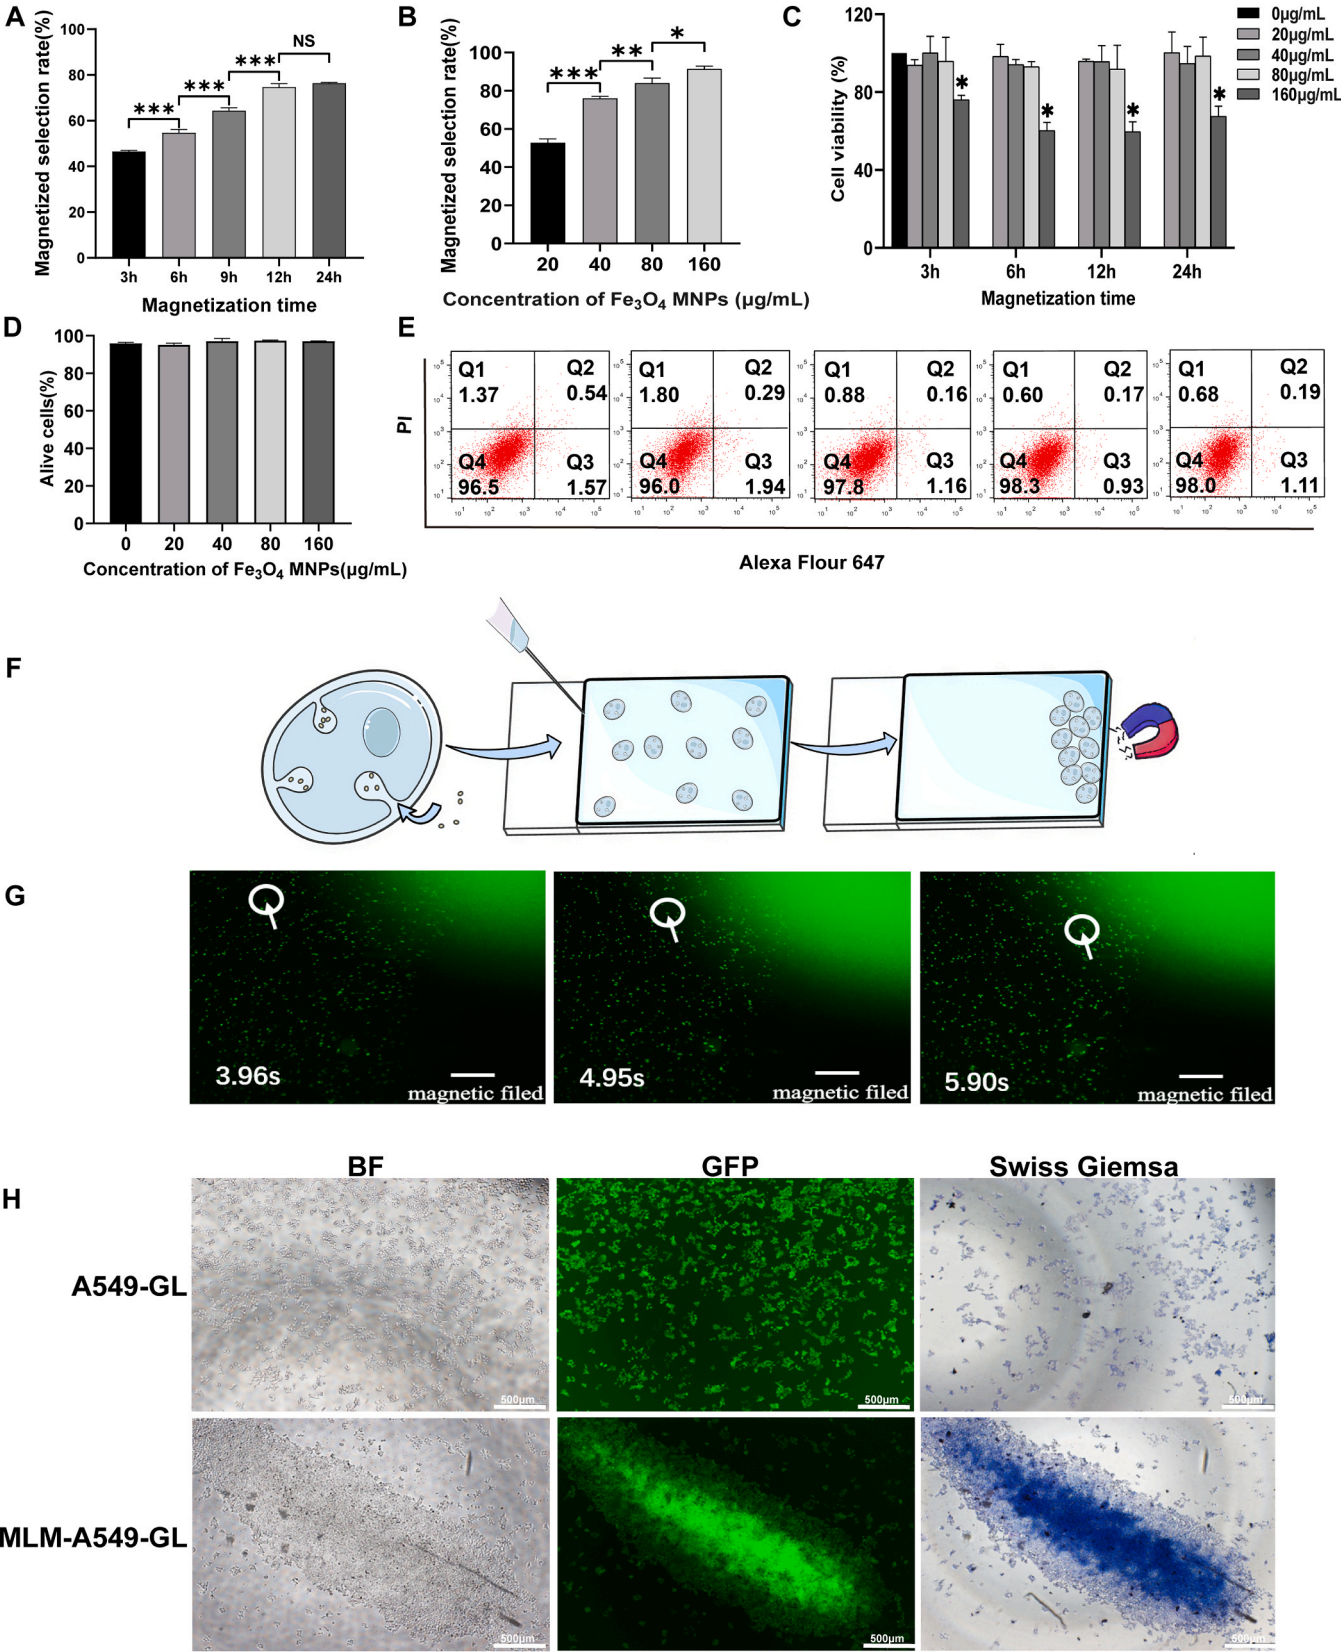 A
Magnetized selection rate(%)
100
80
60
40
20
0
***
***
***
NS
3h 6h 9h 12h 24h
Magnetization time
B
Magnetized selection rate(%)
100
80
60
40
20
0
***
**
*
20 40 80 160
Concentration of Fe3O4 MNPs (µg/mL)
C
Cell viability (%)
120
80
40
0
*
*
*
*
3h 6h 12h 24h
Magnetization time
0µg/mL
20µg/mL
40µg/mL
80µg/mL
160µg/mL
D
Alive cells(%)
100
80
60
40
20
0
0 20 40 80 160
Concentration of Fe3O4 MNPs(µg/mL)
E
PI
Q1 Q2
1.37 0.54
Q4 Q3
96.5 1.57
Q1 Q2
1.80 0.29
Q4 Q3
96.0 1.94
Q1 Q2
0.88 0.16
Q4 Q3
97.8 1.16
Q1 Q2
0.60 0.17
Q4 Q3
98.3 0.93
Q1 Q2
0.68 0.19
Q4 Q3
98.0 1.11
Alexa Flour 647
F
G
3.96s
magnetic filed
4.95s
magnetic filed
5.90s
magnetic filed
H
BF GFP Swiss Giemsa
A549-GL
500µm 500µm 500µm
MLM-A549-GL
500µm 500µm 500µm